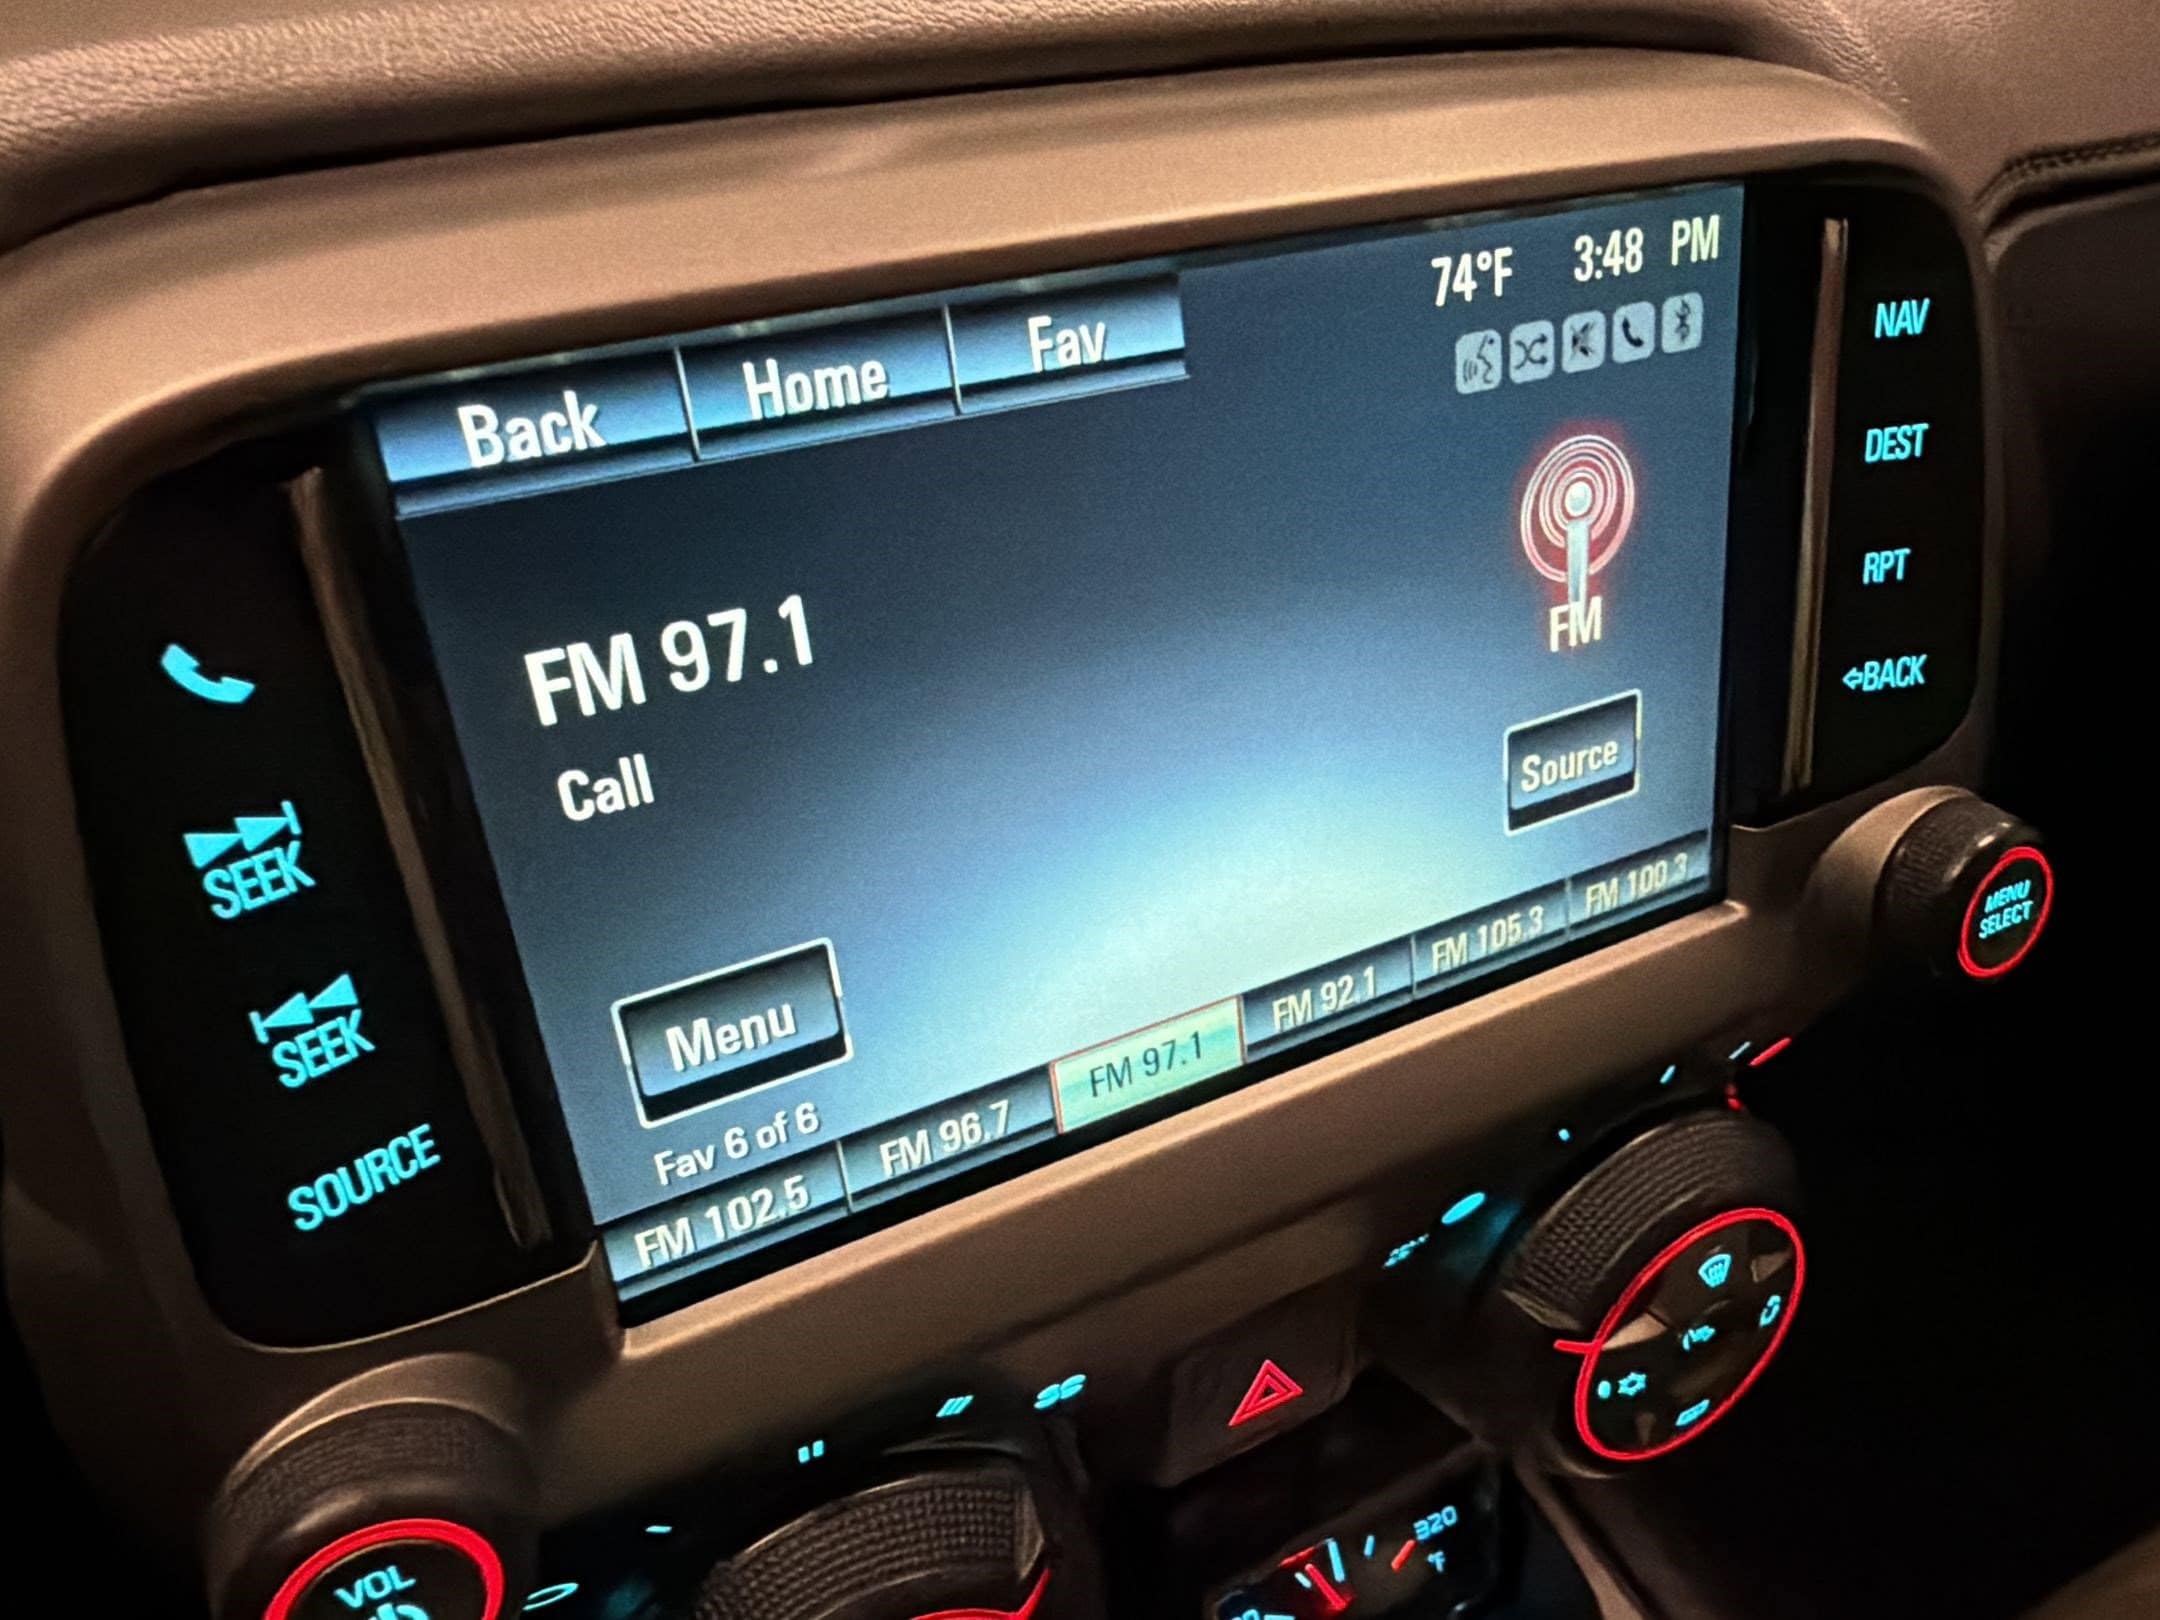 74°F 3:48 PM
Back Home Fav
NAV
DEST
RPT
BACK
FM
FM 97.1
Call
Source
SEEK
SEEK
SOURCE
Menu
Fav 6 of 6
FM 102.5 FM 96.7 FM 97.1 FM 92.1 FM 105.3 FM 100.3
MENU
SELECT
VOL
320
°F